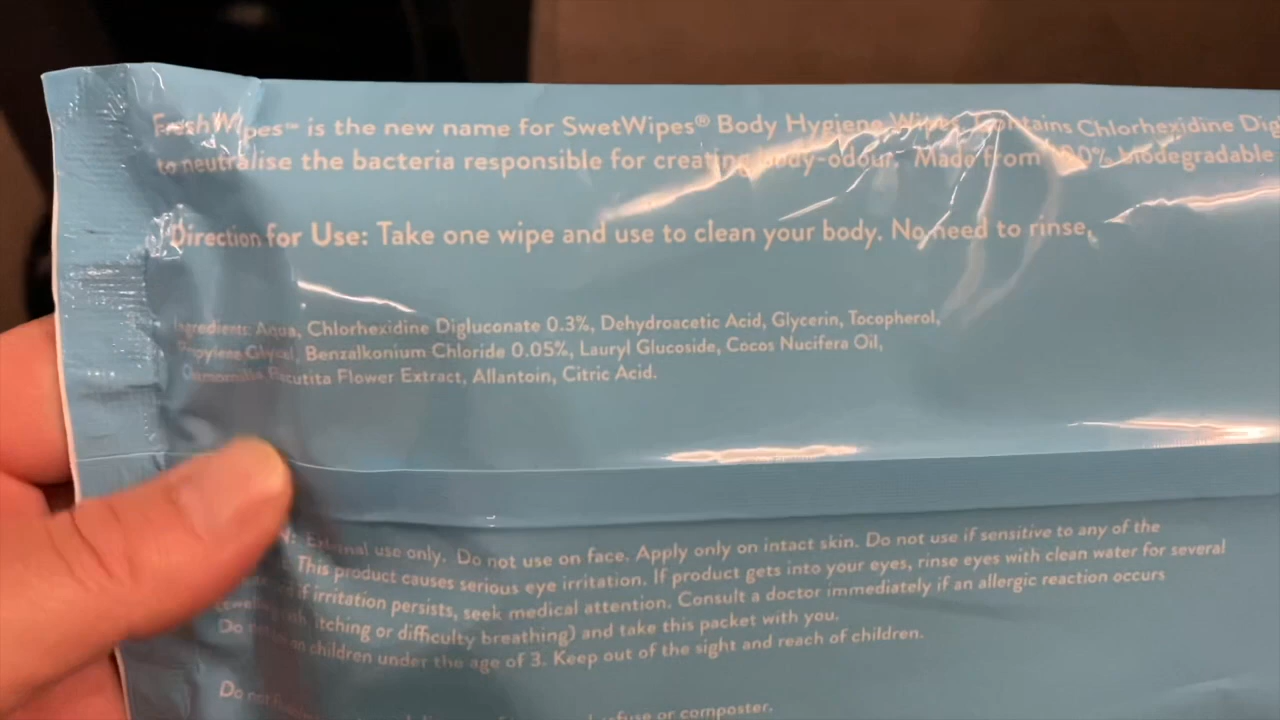 FreshWipes™ is the new name for SwetWipes® Body Hygiene Wipes. Contains Chlorhexidine Dig
to neutralise the bacteria responsible for creating body-odour. Made from 100% biodegradable
Direction for Use: Take one wipe and use to clean your body. No need to rinse.
Ingredients: Aqua, Chlorhexidine Digluconate 0.3%, Dehydroacetic Acid, Glycerin, Tocopherol,
Propylene Glycol, Benzalkonium Chloride 0.05%, Lauryl Glucoside, Cocos Nucifera Oil,
Recutita Flower Extract, Allantoin, Citric Acid.
N: External use only. Do not use on face. Apply only on intact skin. Do not use if sensitive to any of the
This product causes serious eye irritation. If product gets into your eyes, rinse eyes with clean water for several
if irritation persists, seek medical attention. Consult a doctor immediately if an allergic reaction occurs
itching or difficulty breathing) and take this packet with you.
Do on children under the age of 3. Keep out of the sight and reach of children.
Do not refuse or composter.